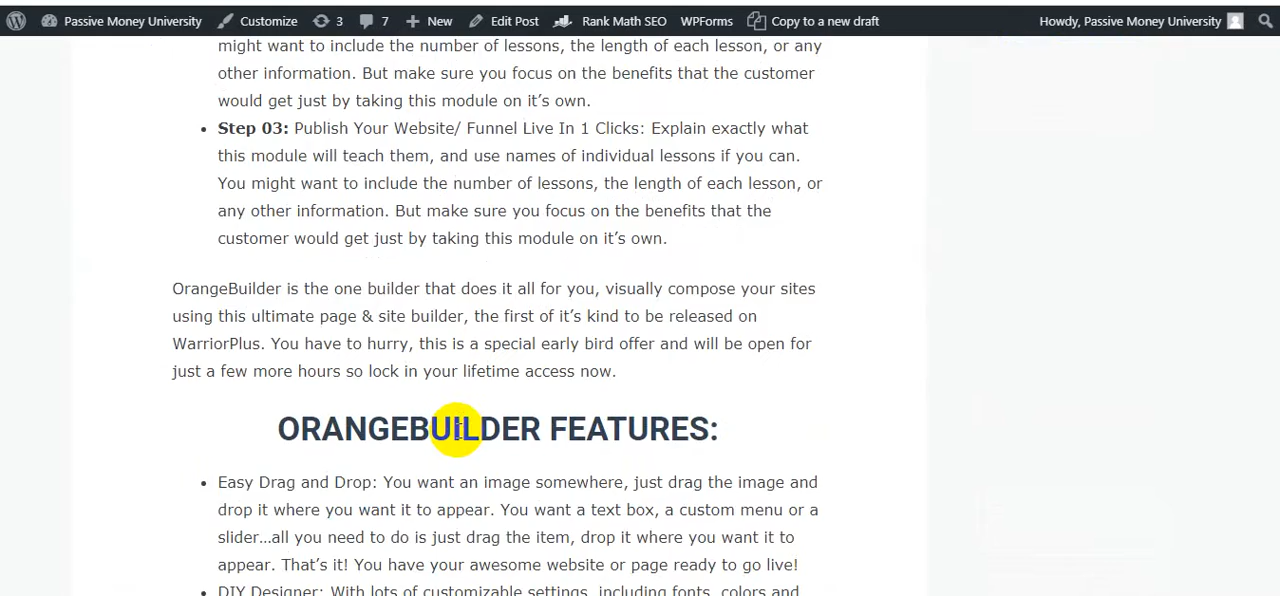 Passive Money University Customize 3 7 New Edit Post Rank Math SEO WPForms Copy to a new draft Howdy, Passive Money University
might want to include the number of lessons, the length of each lesson, or any
other information. But make sure you focus on the benefits that the customer
would get just by taking this module on it’s own.
• Step 03: Publish Your Website/ Funnel Live In 1 Clicks: Explain exactly what
this module will teach them, and use names of individual lessons if you can.
You might want to include the number of lessons, the length of each lesson, or
any other information. But make sure you focus on the benefits that the
customer would get just by taking this module on it’s own.
OrangeBuilder is the one builder that does it all for you, visually compose your sites
using this ultimate page & site builder, the first of it’s kind to be released on
WarriorPlus. You have to hurry, this is a special early bird offer and will be open for
just a few more hours so lock in your lifetime access now.
ORANGEBUILDER FEATURES:
• Easy Drag and Drop: You want an image somewhere, just drag the image and
drop it where you want it to appear. You want a text box, a custom menu or a
slider…all you need to do is just drag the item, drop it where you want it to
appear. That’s it! You have your awesome website or page ready to go live!
• DIY Designer: With lots of customizable settings, including fonts, colors and